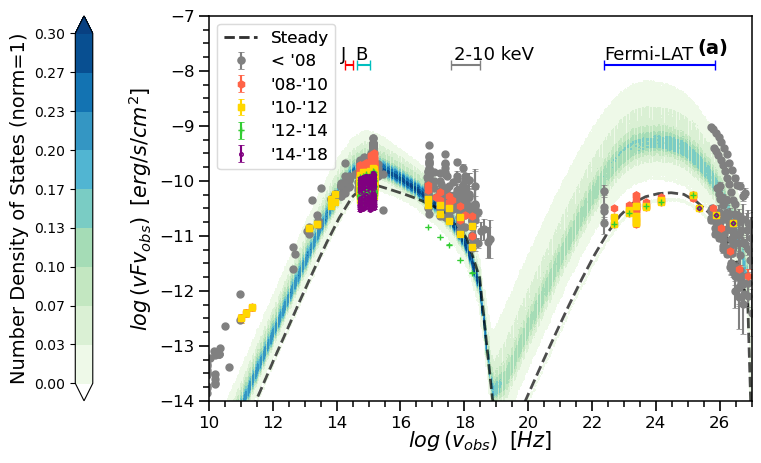 Number Density of States (norm=1)
0.30
0.27
0.23
0.20
0.17
0.13
0.10
0.07
0.03
0.00
log (νFν_obs) [erg/s/cm²]
−7
−8
−9
−10
−11
−12
−13
−14
Steady
< '08
'08-'10
'10-'12
'12-'14
'14-'18
J B
2-10 keV
Fermi-LAT
(a)
10 12 14 16 18 20 22 24 26
log (ν_obs) [Hz]